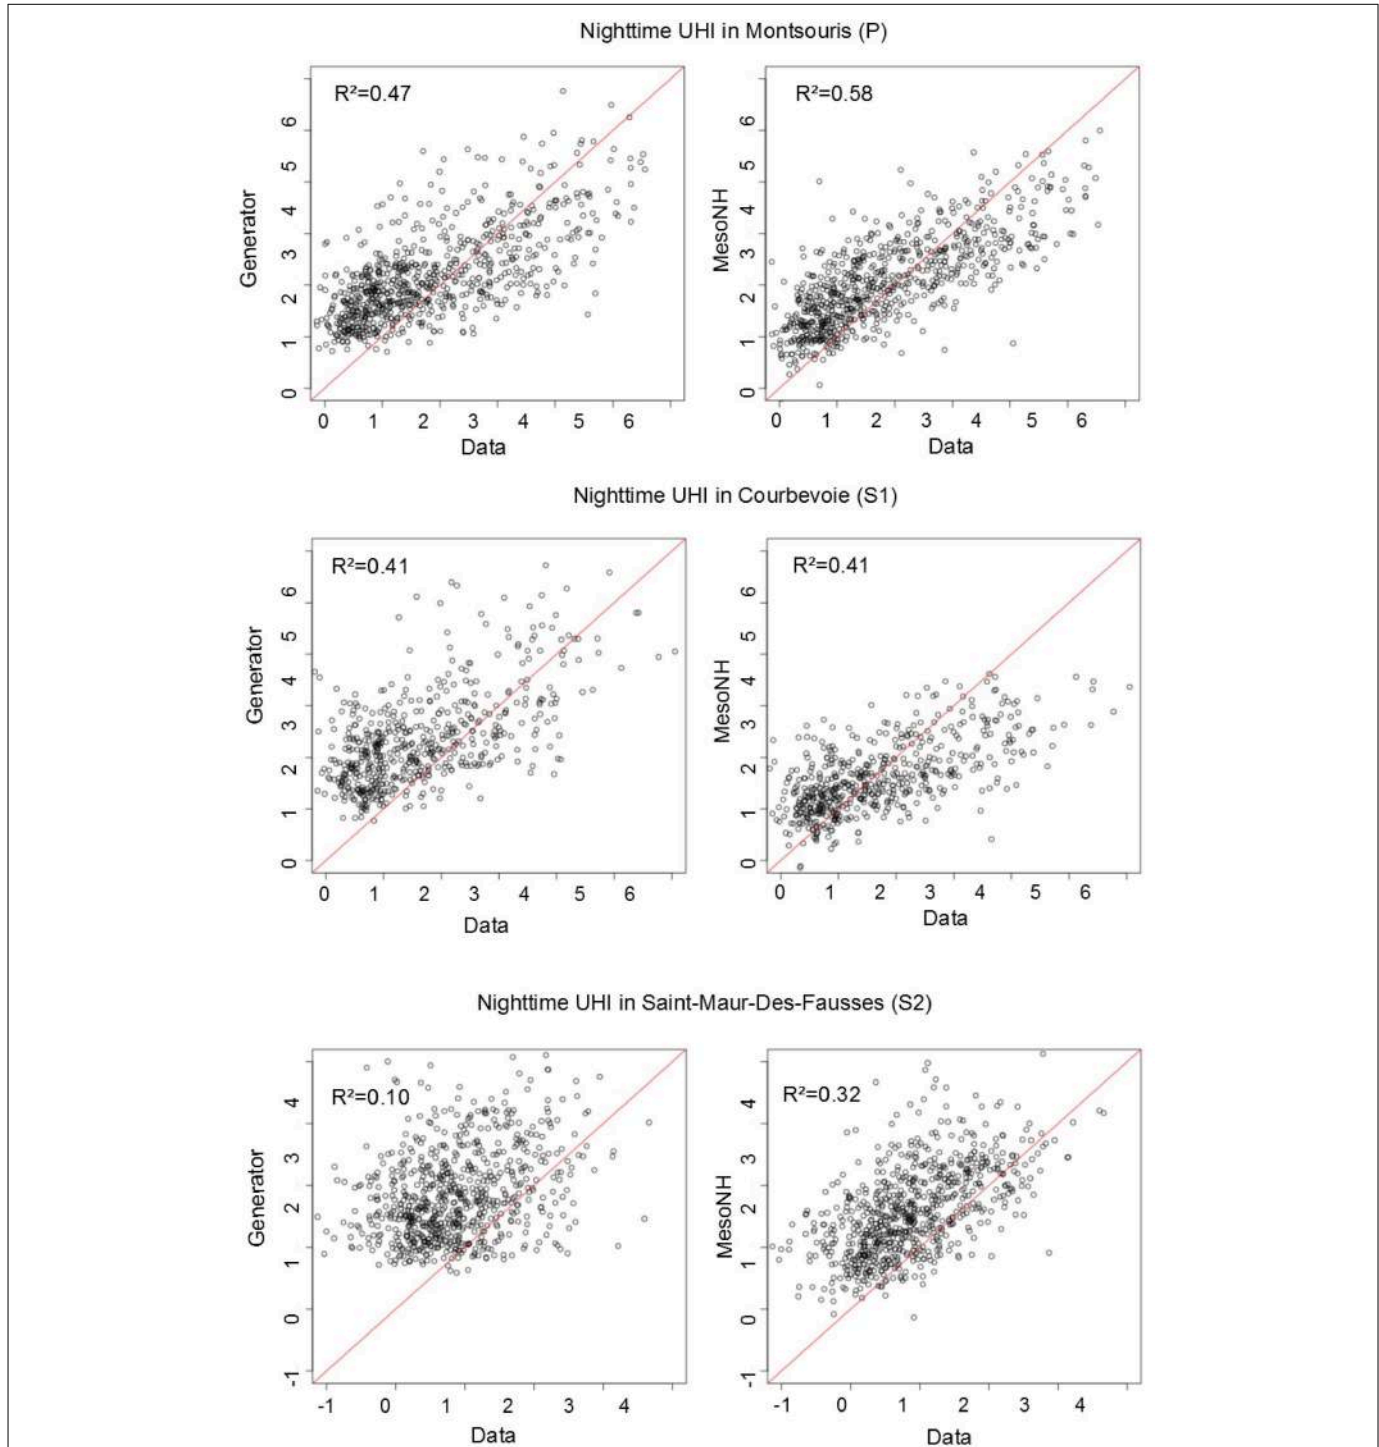 Nighttime UHI in Montsouris (P)
R²=0.47
Generator
0 1 2 3 4 5 6
0 1 2 3 4 5 6
Data
R²=0.58
MesoNH
0 1 2 3 4 5 6
0 1 2 3 4 5 6
Data
Nighttime UHI in Courbevoie (S1)
R²=0.41
Generator
0 1 2 3 4 5 6
0 1 2 3 4 5 6
Data
R²=0.41
MesoNH
0 1 2 3 4 5 6
0 1 2 3 4 5 6
Data
Nighttime UHI in Saint-Maur-Des-Fausses (S2)
R²=0.10
Generator
-1 0 1 2 3 4
-1 0 1 2 2 4
Data
R²=0.32
MesoNH
-1 0 1 2 3 4
-1 0 1 2 3 4
Data